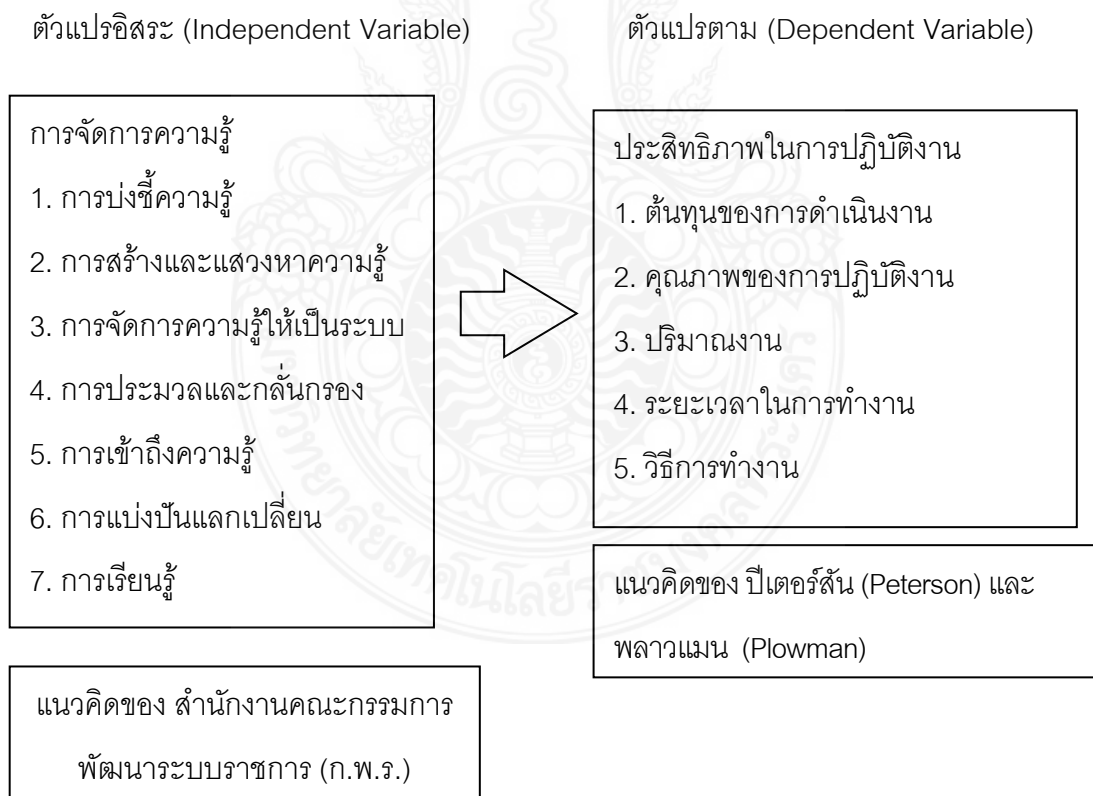 ตัวแปรอิสระ (Independent Variable)
ตัวแปรตาม (Dependent Variable)
การจัดการความรู้
1. การบ่งชี้ความรู้
2. การสร้างและแสวงหาความรู้
3. การจัดการความรู้ให้เป็นระบบ
4. การประมวลและกลั่นกรอง
5. การเข้าถึงความรู้
6. การแบ่งปันแลกเปลี่ยน
7. การเรียนรู้
แนวคิดของ สำนักงานคณะกรรมการ
พัฒนาระบบราชการ (ก.พ.ร.)
ประสิทธิภาพในการปฏิบัติงาน
1. ต้นทุนของการดำเนินงาน
2. คุณภาพของการปฏิบัติงาน
3. ปริมาณงาน
4. ระยะเวลาในการทำงาน
5. วิธีการทำงาน
แนวคิดของ ปีเตอร์สัน (Peterson) และ
พลาวแมน (Plowman)